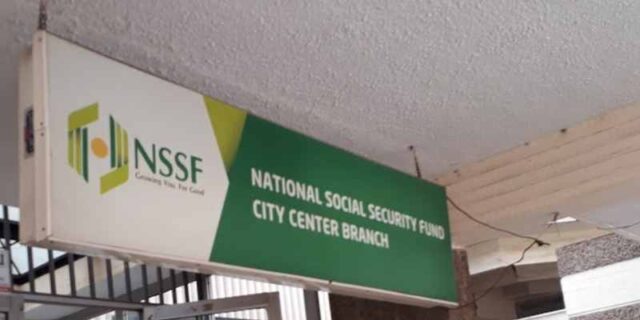 NSSF
Growing You. For Good
NATIONAL SOCIAL SECURITY FUND
CITY CENTER BRANCH